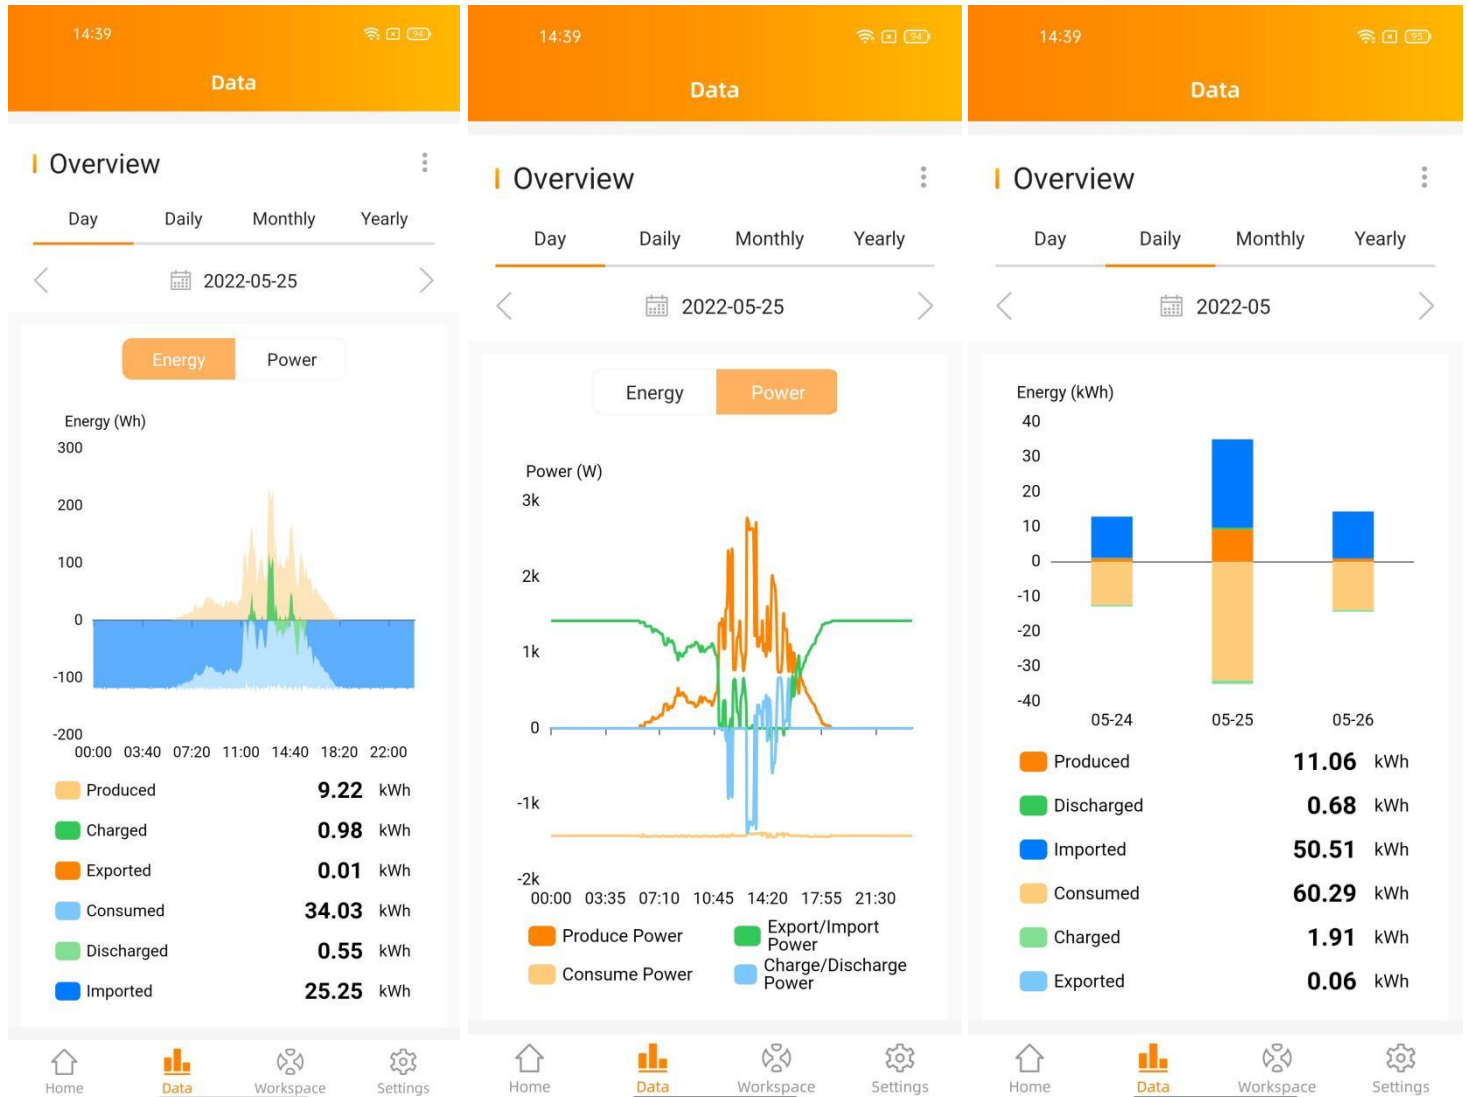 14:39
94
Data
Overview
Day Daily Monthly Yearly
2022-05-25
Energy Power
Energy (Wh)
300
200
100
0
-100
-200
00:00 03:40 07:20 11:00 14:40 18:20 22:00
Produced 9.22 kWh
Charged 0.98 kWh
Exported 0.01 kWh
Consumed 34.03 kWh
Discharged 0.55 kWh
Imported 25.25 kWh
Home Data Workspace Settings
14:39
94
Data
Overview
Day Daily Monthly Yearly
2022-05-25
Energy Power
Power (W)
3k
2k
1k
0
-1k
-2k
00:00 03:35 07:10 10:45 14:20 17:55 21:30
Produce Power
Export/Import
Power
Consume Power
Charge/Discharge
Power
Home Data Workspace Settings
14:39
93
Data
Overview
Day Daily Monthly Yearly
2022-05
Energy (kWh)
40
30
20
10
0
-10
-20
-30
-40
05-24 05-25 05-26
Produced 11.06 kWh
Discharged 0.68 kWh
Imported 50.51 kWh
Consumed 60.29 kWh
Charged 1.91 kWh
Exported 0.06 kWh
Home Data Workspace Settings